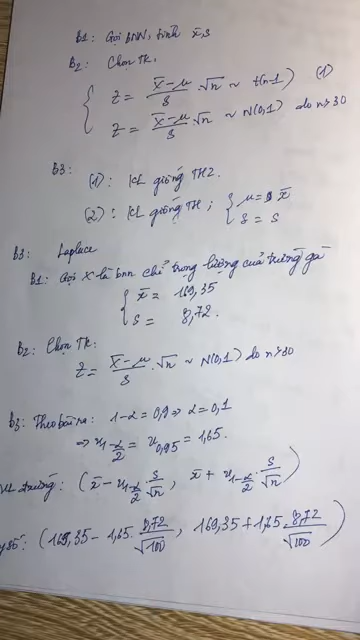 B1: Gọi BNN, tính x̄, s
B2: Chọn TK.
{ Z = (x̄ - μ)/s · √n ~ t(n-1) (1)
Z = (x̄ - μ)/s · √n ~ N(0,1) do n > 30
B3: (1): KL giống TH2.
(2): KL giống TH ; { μ = x̄
s = s
B3: Laplace
B1: Gọi X là bnn chỉ trọng lượng của trứng gà
{ x̄ = 169,35
s = 8,72.
B2: Chọn TK:
Z = (x̄ - μ)/s · √n ~ N(0,1) do n > 30
B3: Theo bài ra: 1-α = 0,9 => α = 0,1
=> u_{1-α/2} = u_{0,95} = 1,65.
trường: (x̄ - u_{1-α/2} · s/√n , x̄ + u_{1-α/2} · s/√n)
số: (169,35 - 1,65 · 8,72/√100 , 169,35 + 1,65 · 8,72/√100)